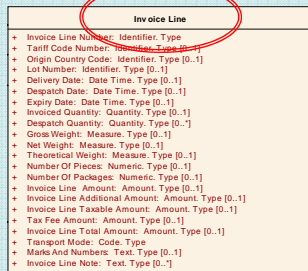 Invoice Line
+ Invoice Line Number: Identifier. Type
+ Tariff Code Number: Identifier. Type [0..1]
+ Origin Country Code: Identifier. Type [0..1]
+ Lot Number: Identifier. Type [0..1]
+ Delivery Date: Date Time. Type [0..1]
+ Despatch Date: Date Time. Type [0..1]
+ Expiry Date: Date Time. Type [0..1]
+ Invoiced Quantity: Quantity. Type [0..1]
+ Despatch Quantity: Quantity. Type [0..*]
+ Gross Weight: Measure. Type [0..1]
+ Net Weight: Measure. Type [0..1]
+ Theoretical Weight: Measure. Type [0..1]
+ Number Of Pieces: Numeric. Type [0..1]
+ Number Of Packages: Numeric. Type [0..1]
+ Invoice Line Amount: Amount. Type [0..1]
+ Invoice Line Additional Amount: Amount. Type [0..1]
+ Invoice Line Taxable Amount: Amount. Type [0..1]
+ Tax Fee Amount: Amount. Type [0..1]
+ Invoice Line Total Amount: Amount. Type [0..1]
+ Transport Mode: Code. Type
+ Marks And Numbers: Text. Type [0..1]
+ Invoice Line Note: Text. Type [0..*]